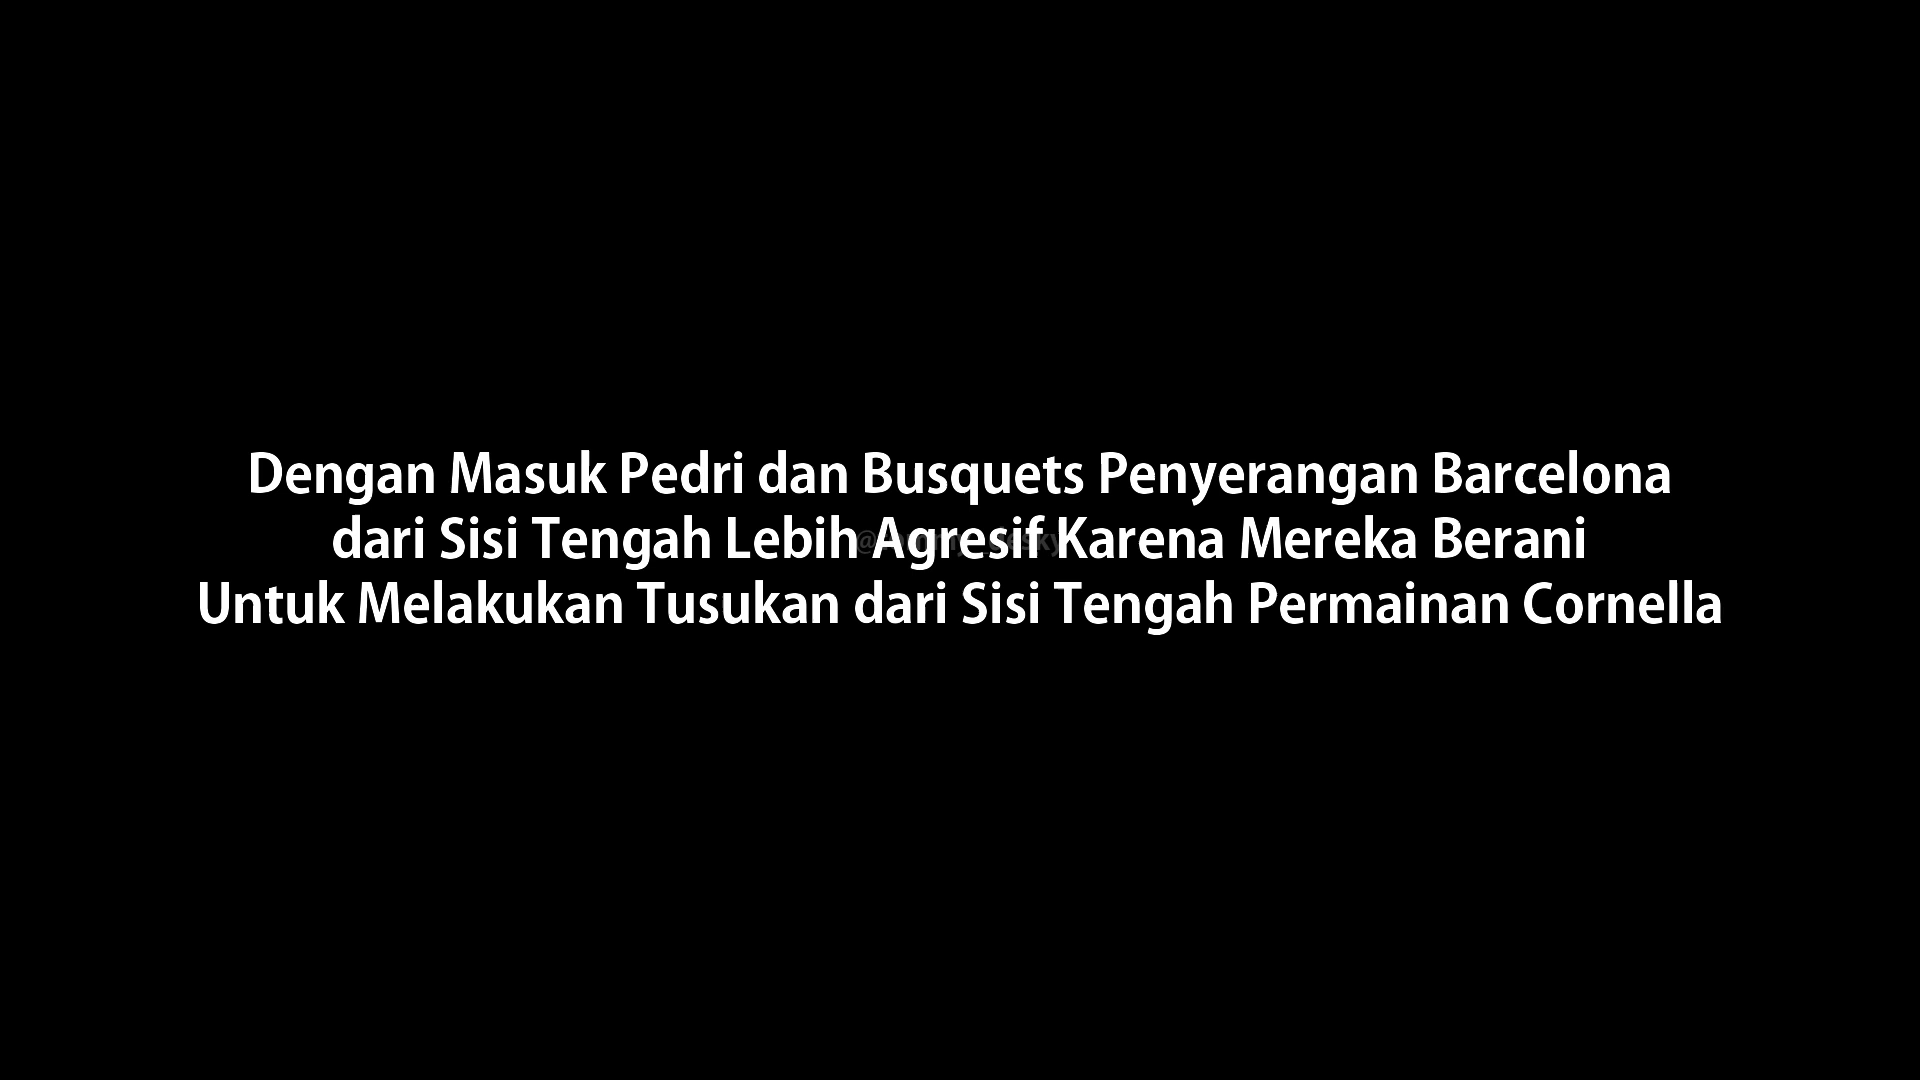 Dengan Masuk Pedri dan Busquets Penyerangan Barcelona
dari Sisi Tengah Lebih Agresif Karena Mereka Berani
Untuk Melakukan Tusukan dari Sisi Tengah Permainan Cornella